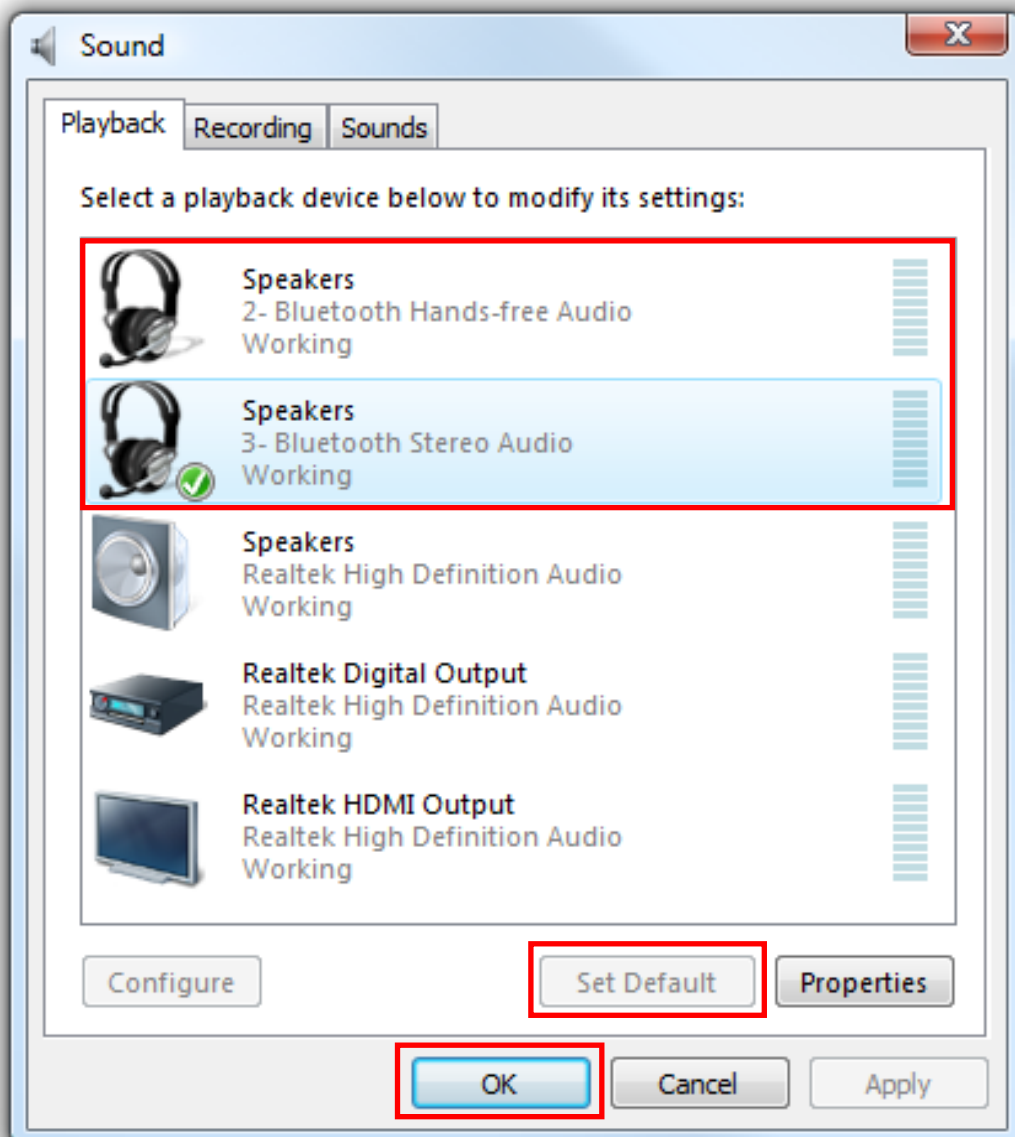 Sound
Playback
Recording
Sounds
Select a playback device below to modify its settings:
Speakers
2- Bluetooth Hands-free Audio
Working
Speakers
3- Bluetooth Stereo Audio
Working
Speakers
Realtek High Definition Audio
Working
Realtek Digital Output
Realtek High Definition Audio
Working
Realtek HDMI Output
Realtek High Definition Audio
Working
Configure
Set Default
Properties
OK
Cancel
Apply